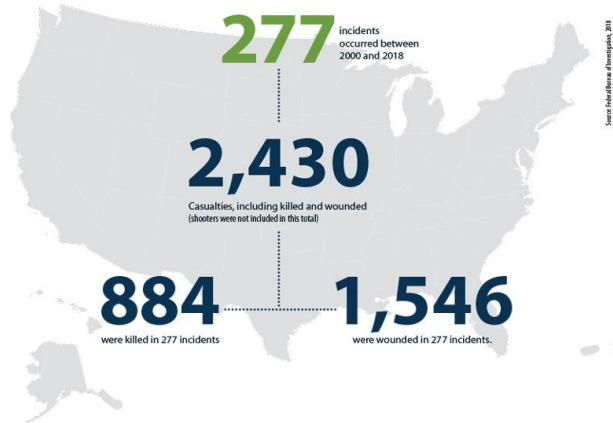 277
incidents
occurred between
2000 and 2018
2,430
Casualties, including killed and wounded
(shooters were not included in this total)
884
were killed in 277 incidents
1,546
were wounded in 277 incidents.
Source: Federal Bureau of Investigation, 2018